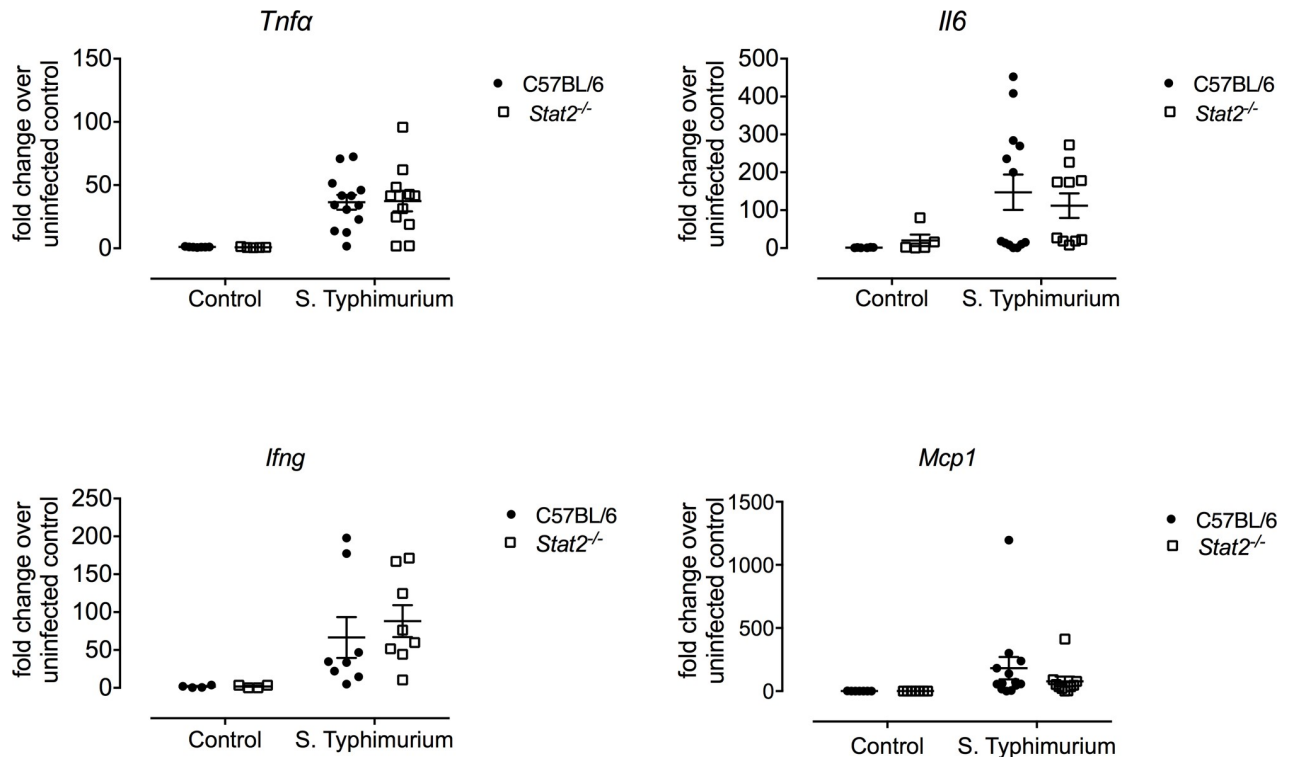 Tnfα
fold change over
uninfected control
150
100
50
0
C57BL/6
Stat2-/-
Control
S. Typhimurium
Il6
fold change over
uninfected control
500
400
300
200
100
0
C57BL/6
Stat2-/-
Control
S. Typhimurium
Ifng
fold change over
uninfected control
250
200
150
100
50
0
C57BL/6
Stat2-/-
Control
S. Typhimurium
Mcp1
fold change over
uninfected control
1500
1000
500
0
C57BL/6
Stat2-/-
Control
S. Typhimurium